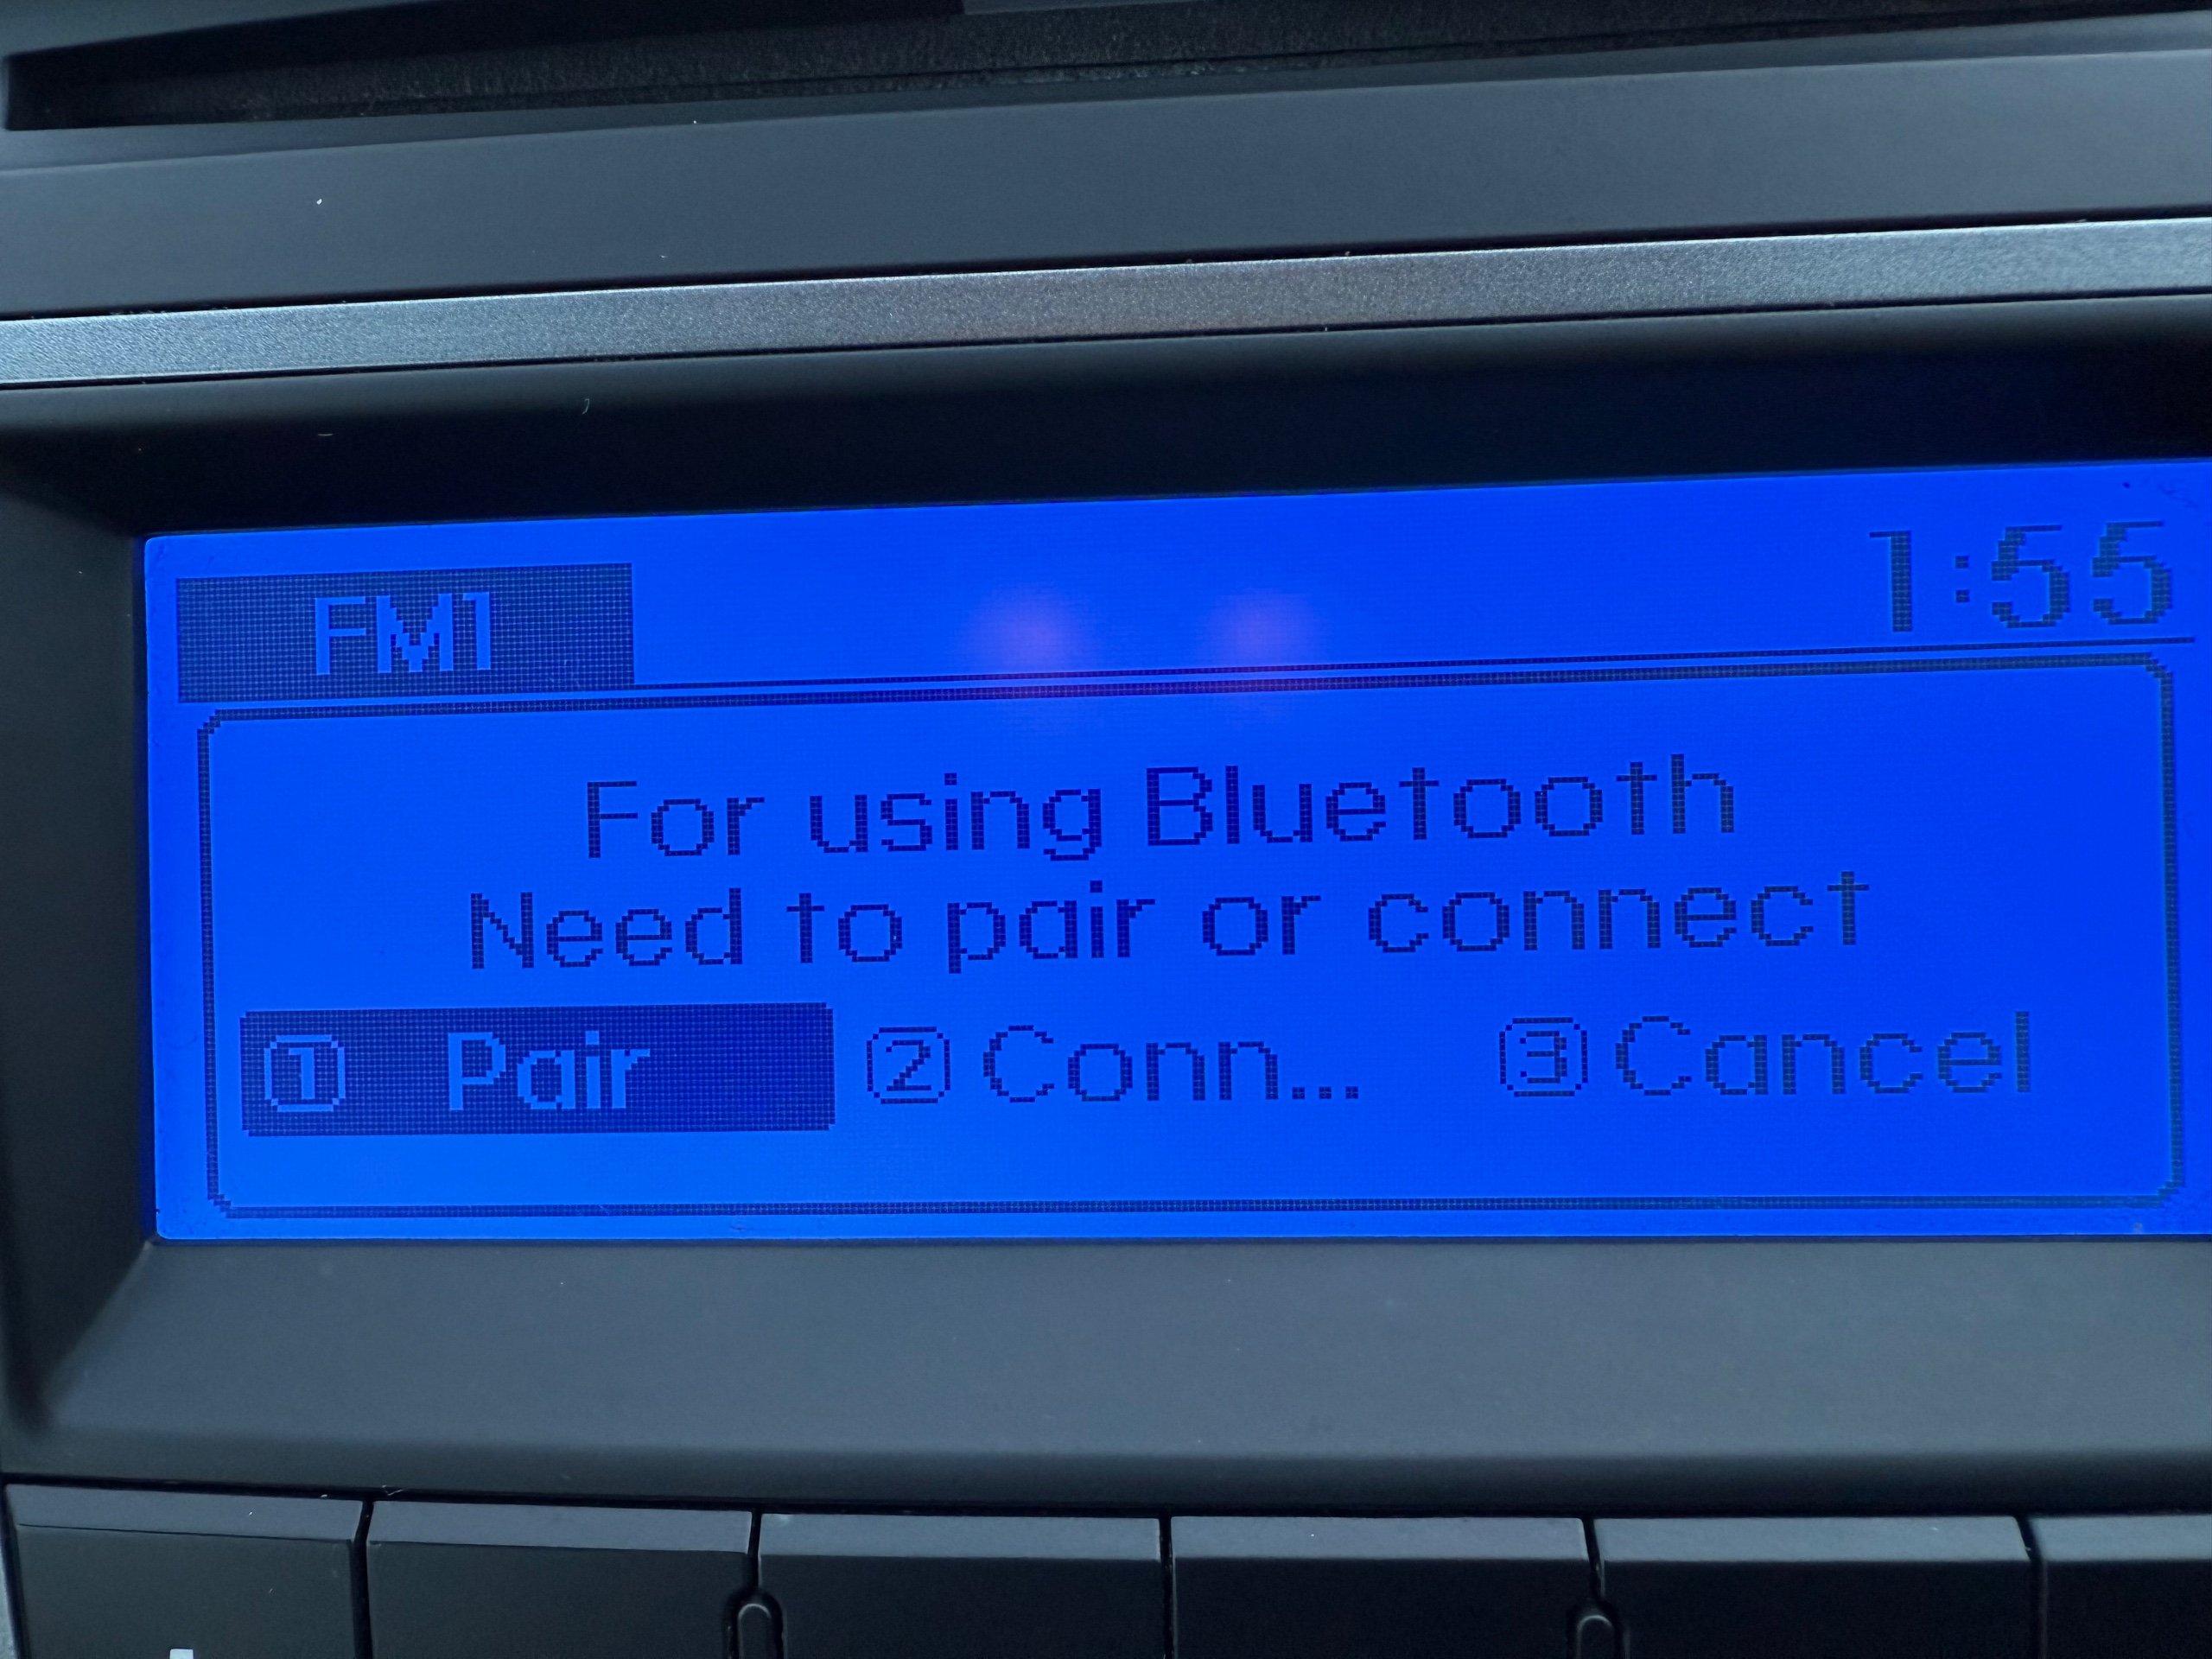 FM1 1:55
For using Bluetooth
Need to pair or connect
1 Pair 2 Conn... 3 Cancel